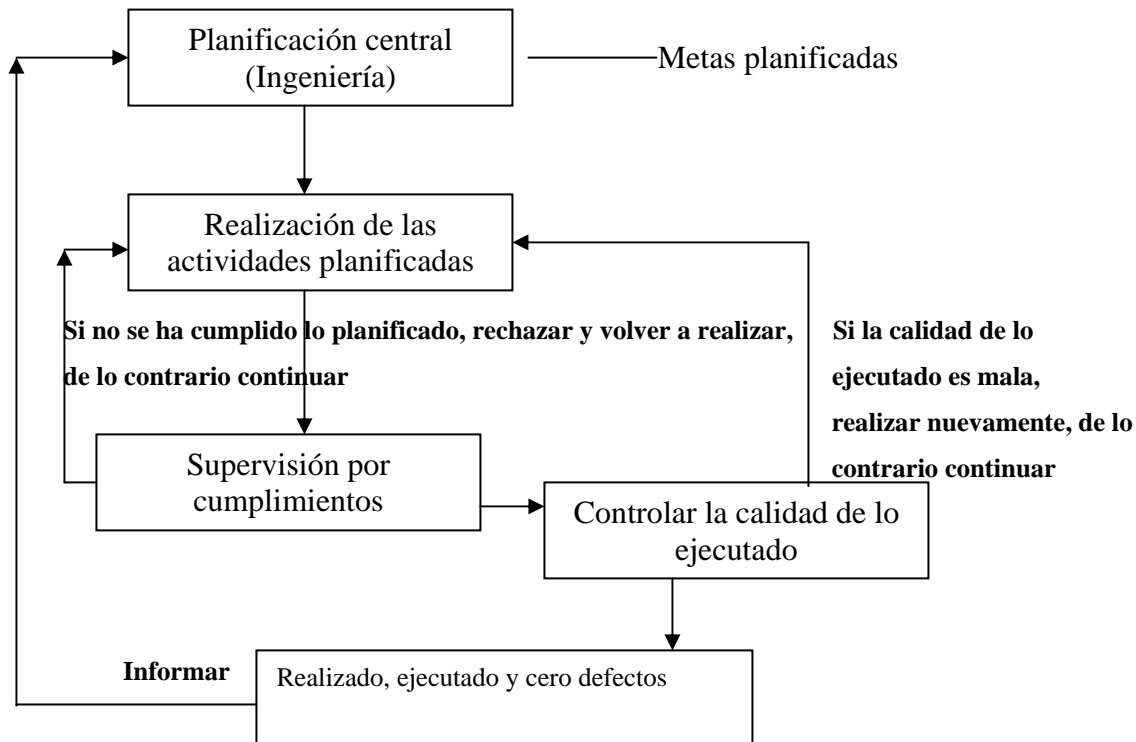 Planificación central
(Ingeniería)
Metas planificadas
Realización de las
actividades planificadas
Si no se ha cumplido lo planificado, rechazar y volver a realizar,
de lo contrario continuar
Si la calidad de lo
ejecutado es mala,
realizar nuevamente, de lo
contrario continuar
Supervisión por
cumplimientos
Controlar la calidad de lo
ejecutado
Informar
Realizado, ejecutado y cero defectos